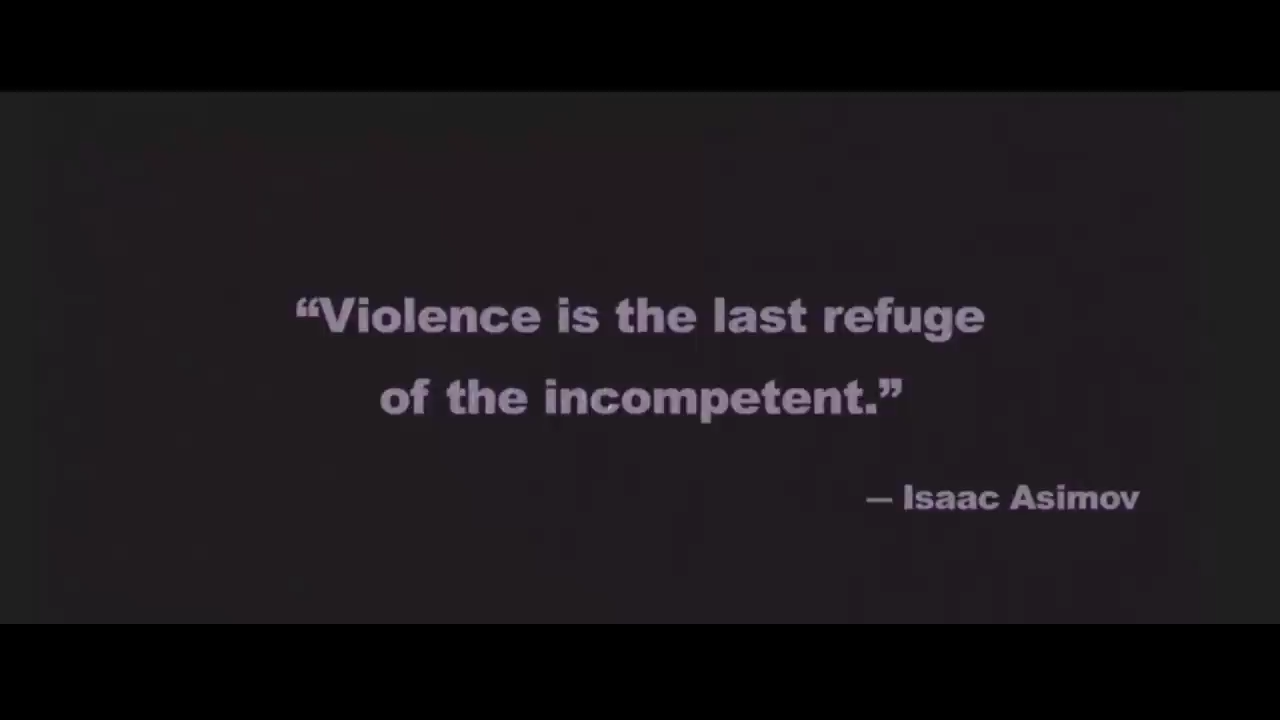 “Violence is the last refuge
of the incompetent.”
— Isaac Asimov